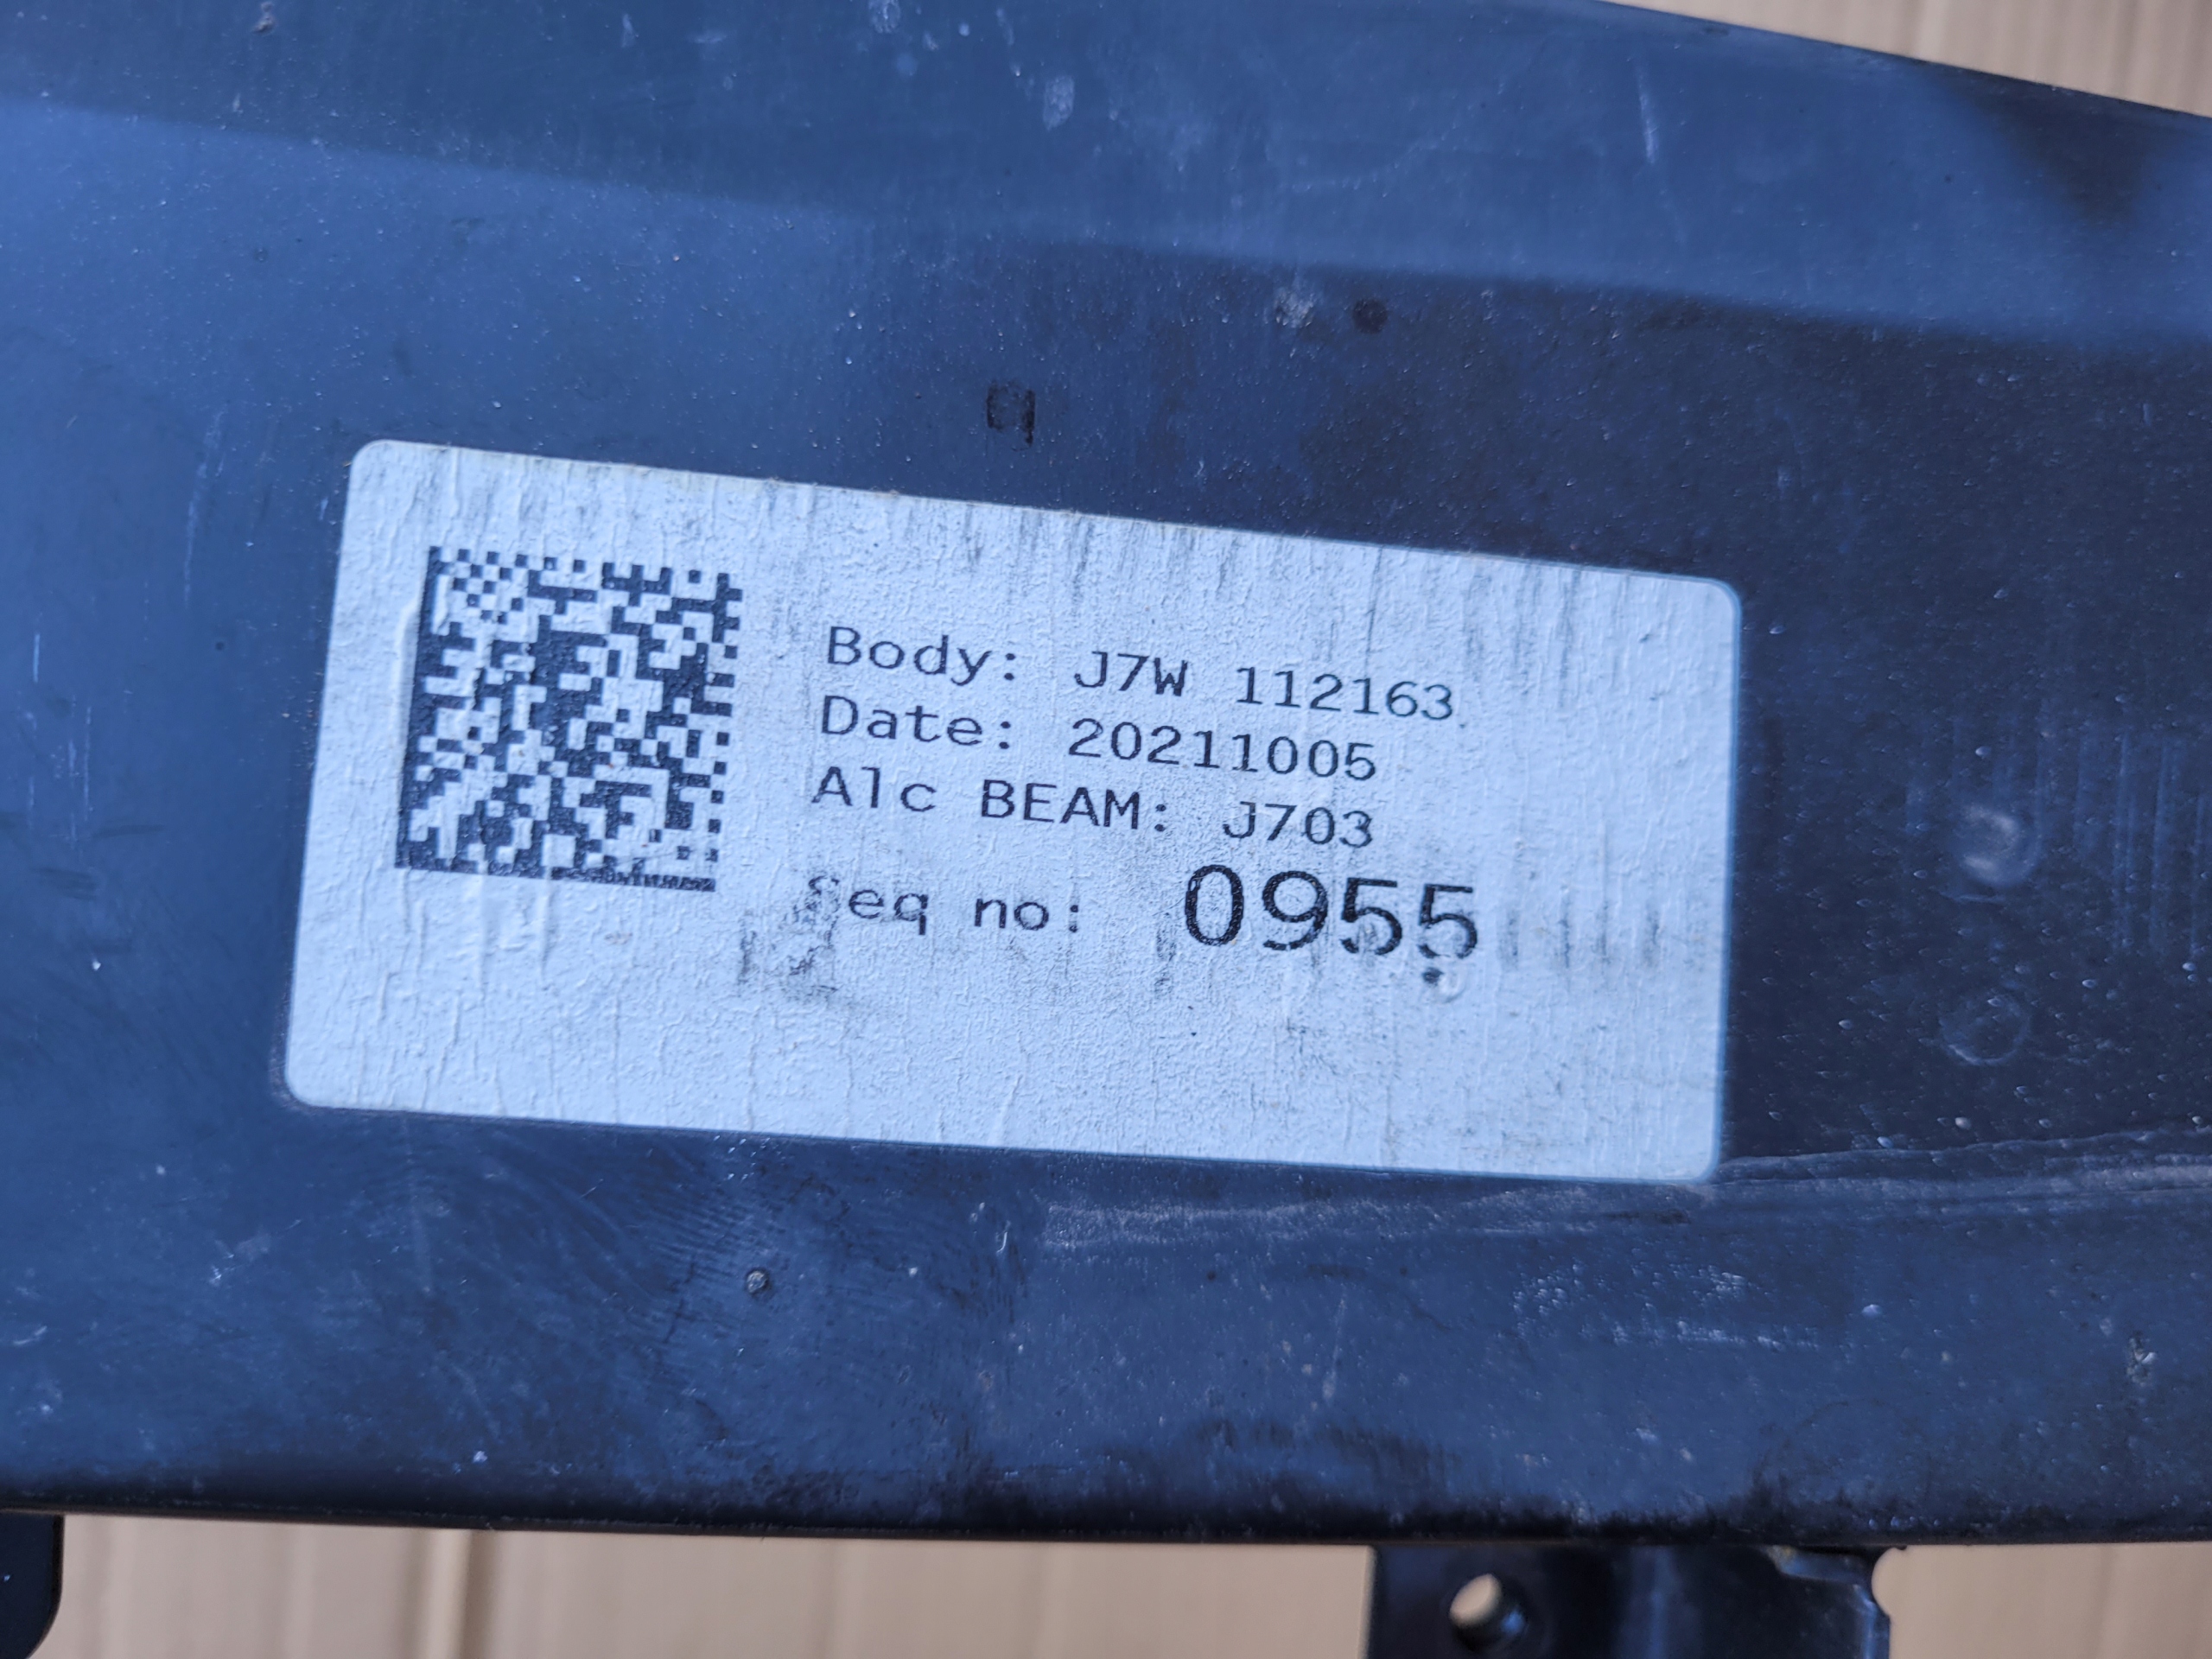 Body: J7W 112163
Date: 20211005
Alc BEAM: J703
Seq no: 0955